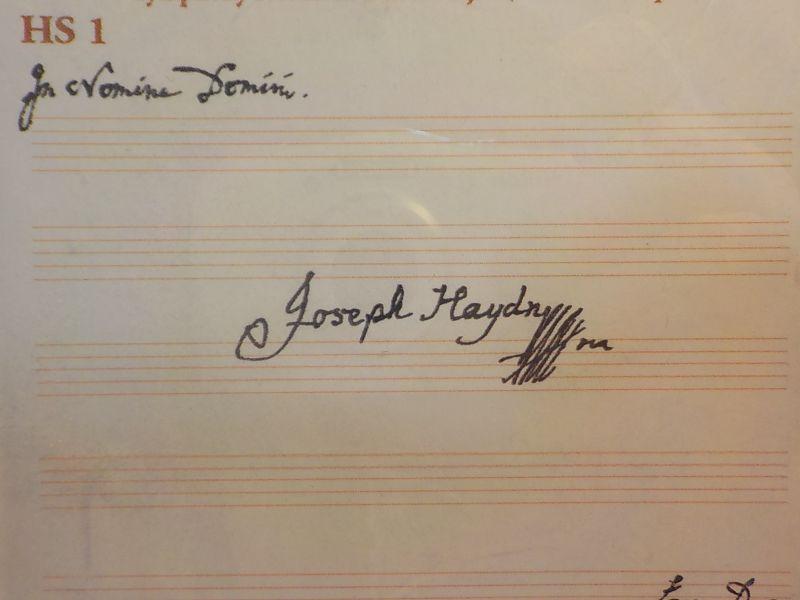 HS 1
In Nomine Domini.
Joseph Haydn